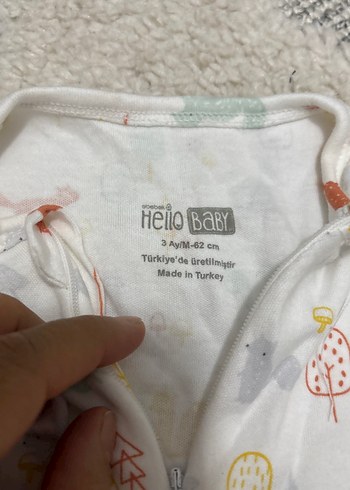 ebebek
Hello BABY
3 Ay/M-62 cm
Türkiye'de üretilmiştir
Made in Turkey